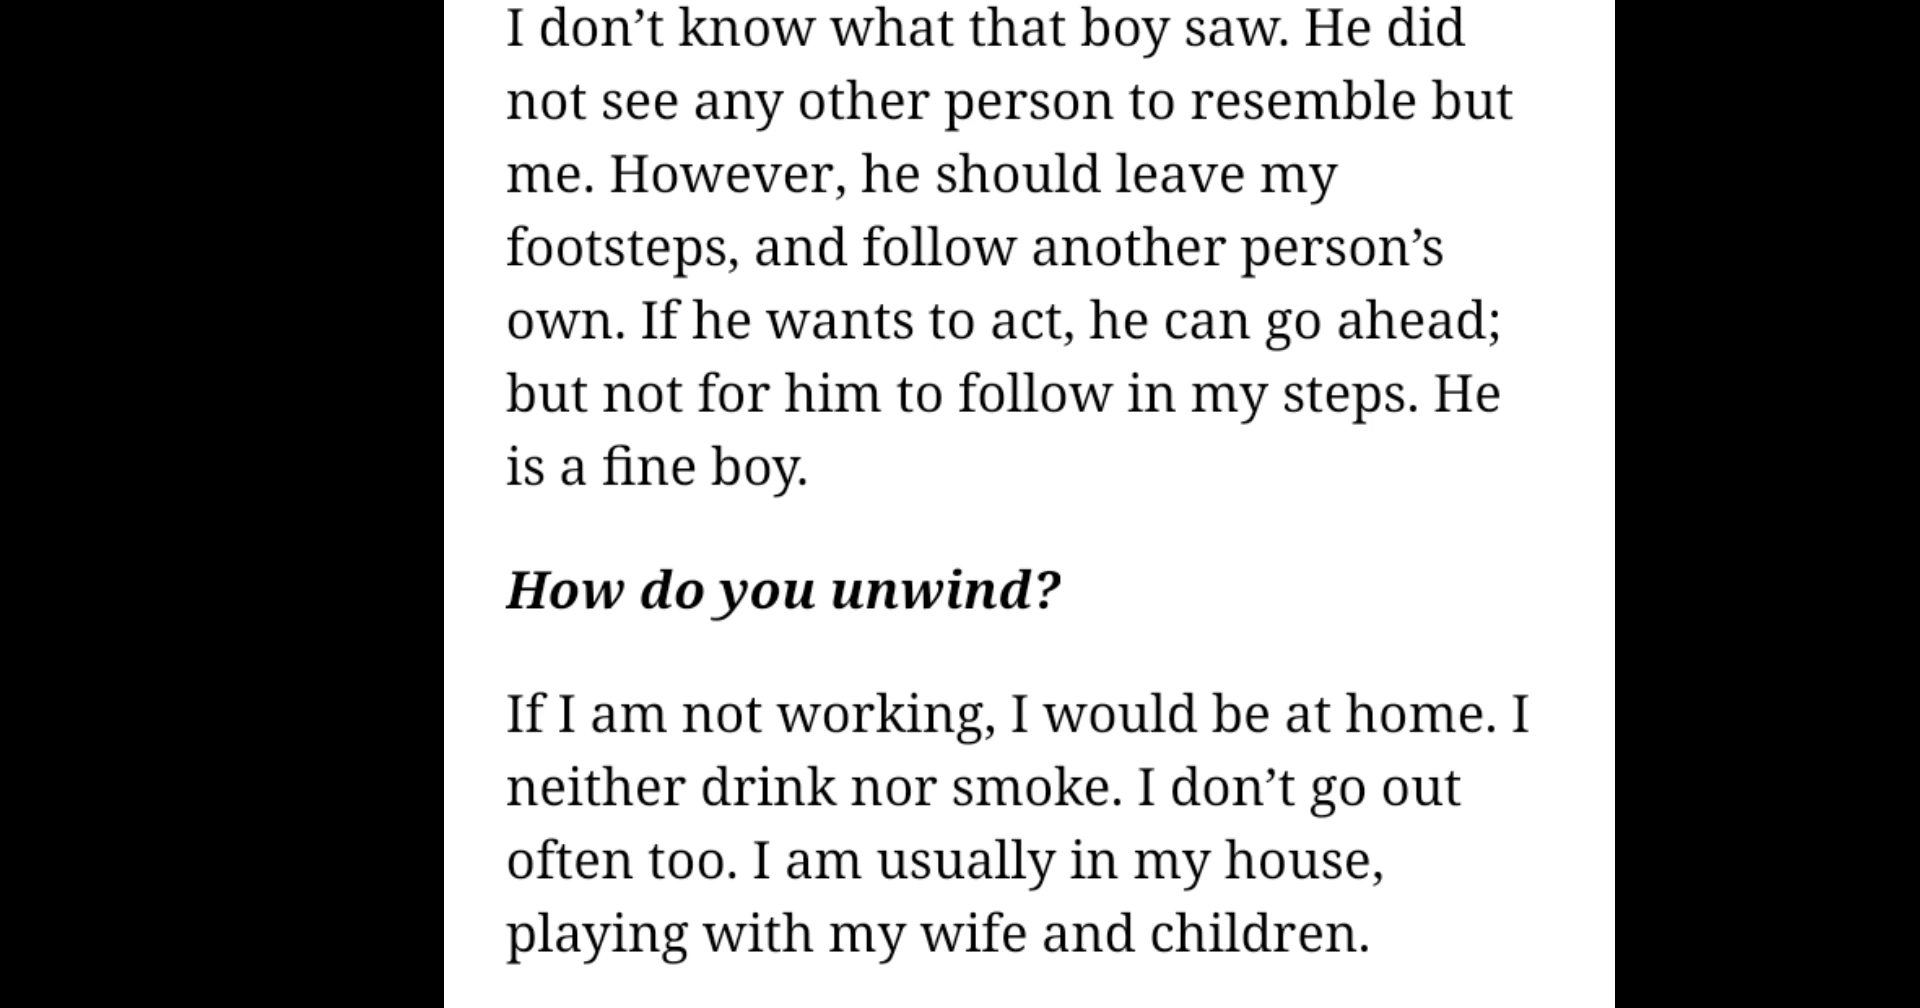 I don’t know what that boy saw. He did
not see any other person to resemble but
me. However, he should leave my
footsteps, and follow another person’s
own. If he wants to act, he can go ahead;
but not for him to follow in my steps. He
is a fine boy.
How do you unwind?
If I am not working, I would be at home. I
neither drink nor smoke. I don’t go out
often too. I am usually in my house,
playing with my wife and children.